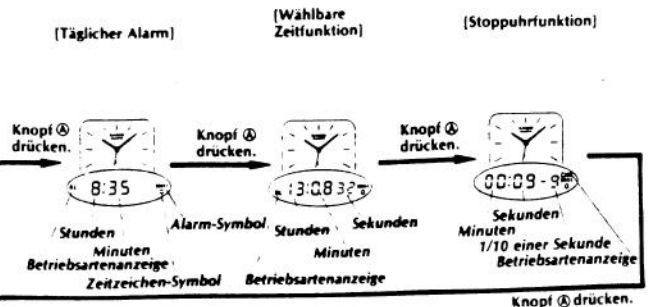 [Täglicher Alarm]
[Wählbare
Zeitfunktion]
[Stoppuhrfunktion]
Knopf Ⓐ
drücken.
Knopf Ⓐ
drücken.
Knopf Ⓐ
drücken.
8:35
13:08 32
00:09-9
Alarm-Symbol
Stunden
Minuten
Betriebsartenanzeige
Zeitzeichen-Symbol
Stunden
Sekunden
Minuten
Betriebsartenanzeige
Sekunden
Minuten
1/10 einer Sekunde
Betriebsartenanzeige
Knopf Ⓐ drücken.